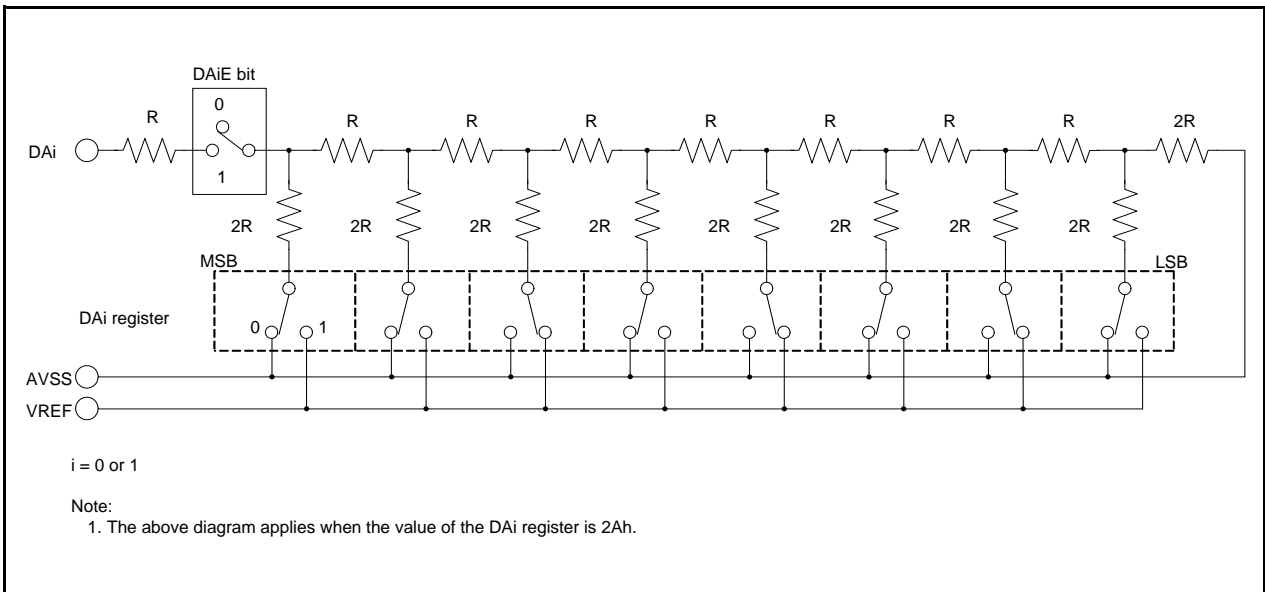 DAiE bit
0
R R R R R R R R 2R
DAi
1
2R 2R 2R 2R 2R 2R 2R 2R
MSB LSB
DAi register 0 1
AVSS
VREF
i = 0 or 1
Note:
1. The above diagram applies when the value of the DAi register is 2Ah.